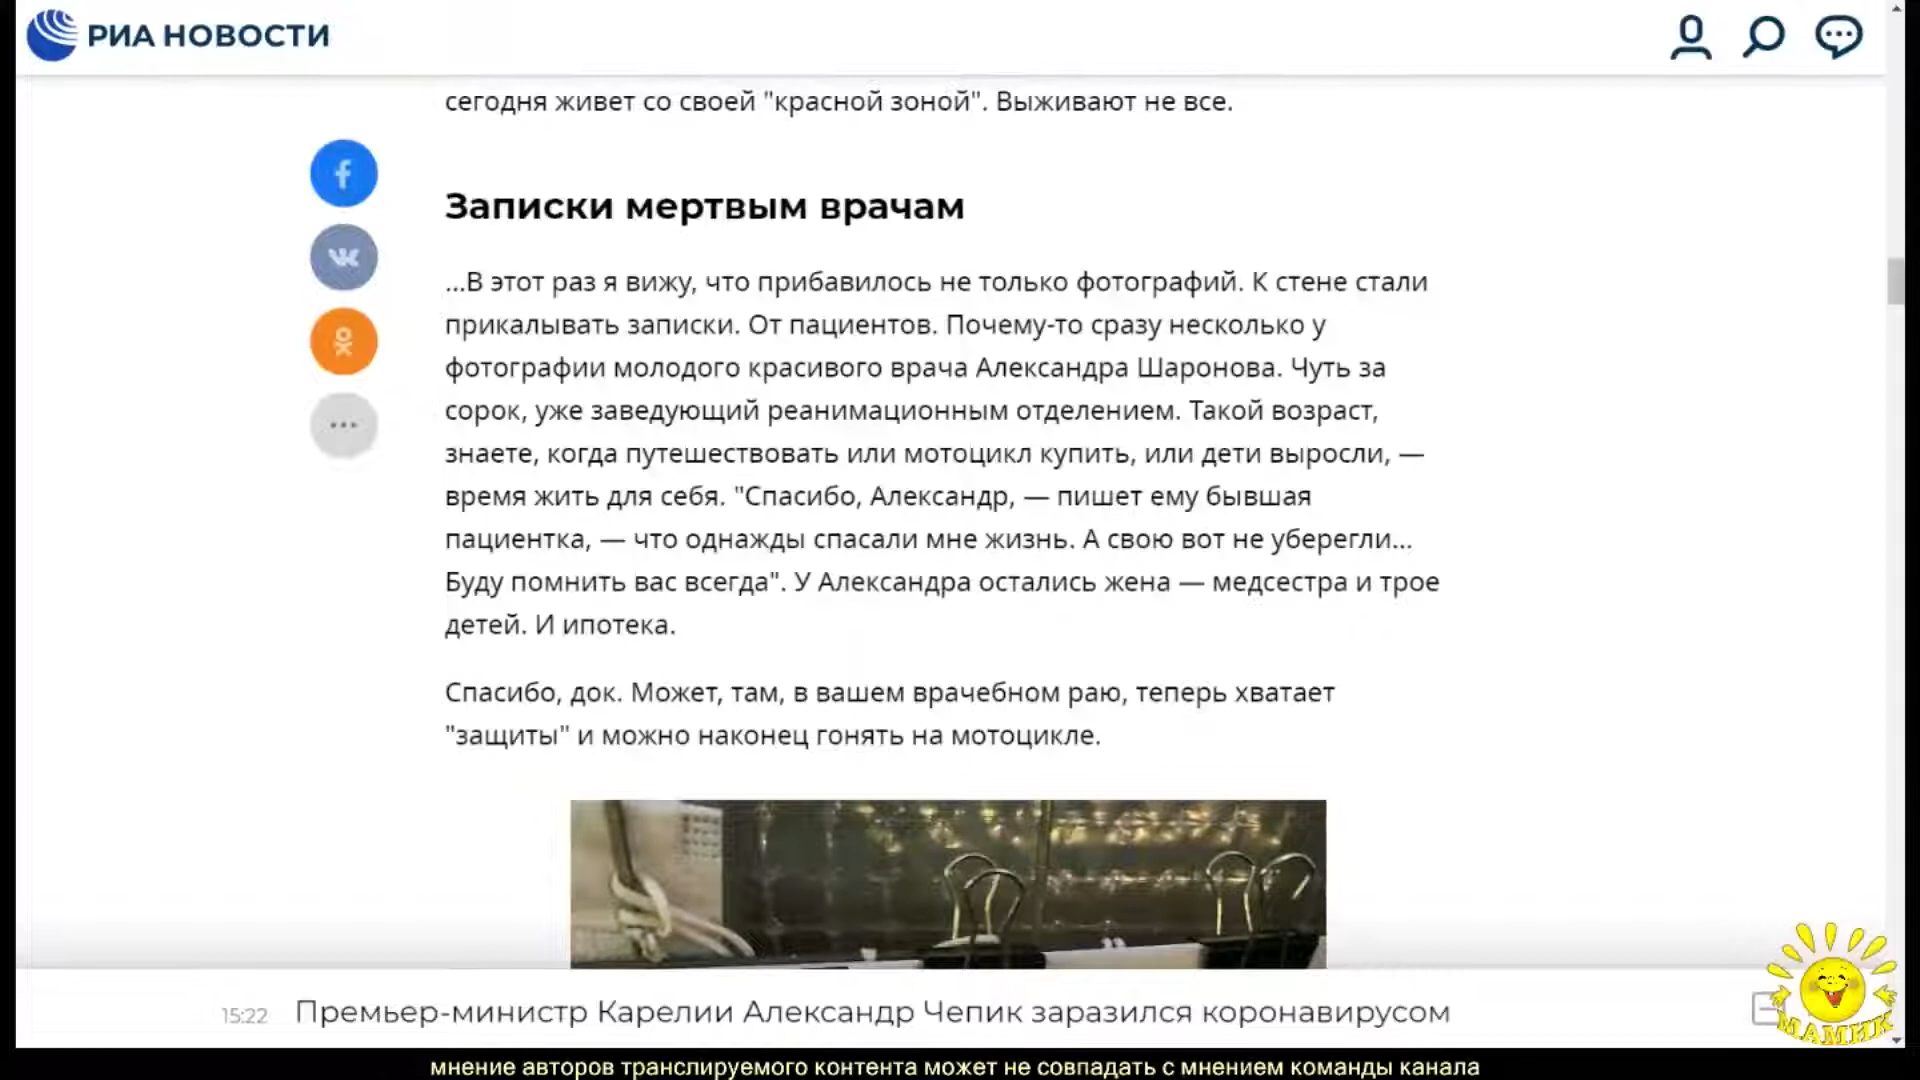 РИА НОВОСТИ
сегодня живет со своей "красной зоной". Выживают не все.
Записки мертвым врачам
...В этот раз я вижу, что прибавилось не только фотографий. К стене стали
прикалывать записки. От пациентов. Почему-то сразу несколько у
фотографии молодого красивого врача Александра Шаронова. Чуть за
сорок, уже заведующий реанимационным отделением. Такой возраст,
знаете, когда путешествовать или мотоцикл купить, или дети выросли, —
время жить для себя. "Спасибо, Александр, — пишет ему бывшая
пациентка, — что однажды спасали мне жизнь. А свою вот не уберегли...
Буду помнить вас всегда". У Александра остались жена — медсестра и трое
детей. И ипотека.
Спасибо, док. Может, там, в вашем врачебном раю, теперь хватает
"защиты" и можно наконец гонять на мотоцикле.
15:22 Премьер-министр Карелии Александр Чепик заразился коронавирусом
МАМИК
мнение авторов транслируемого контента может не совпадать с мнением команды канала